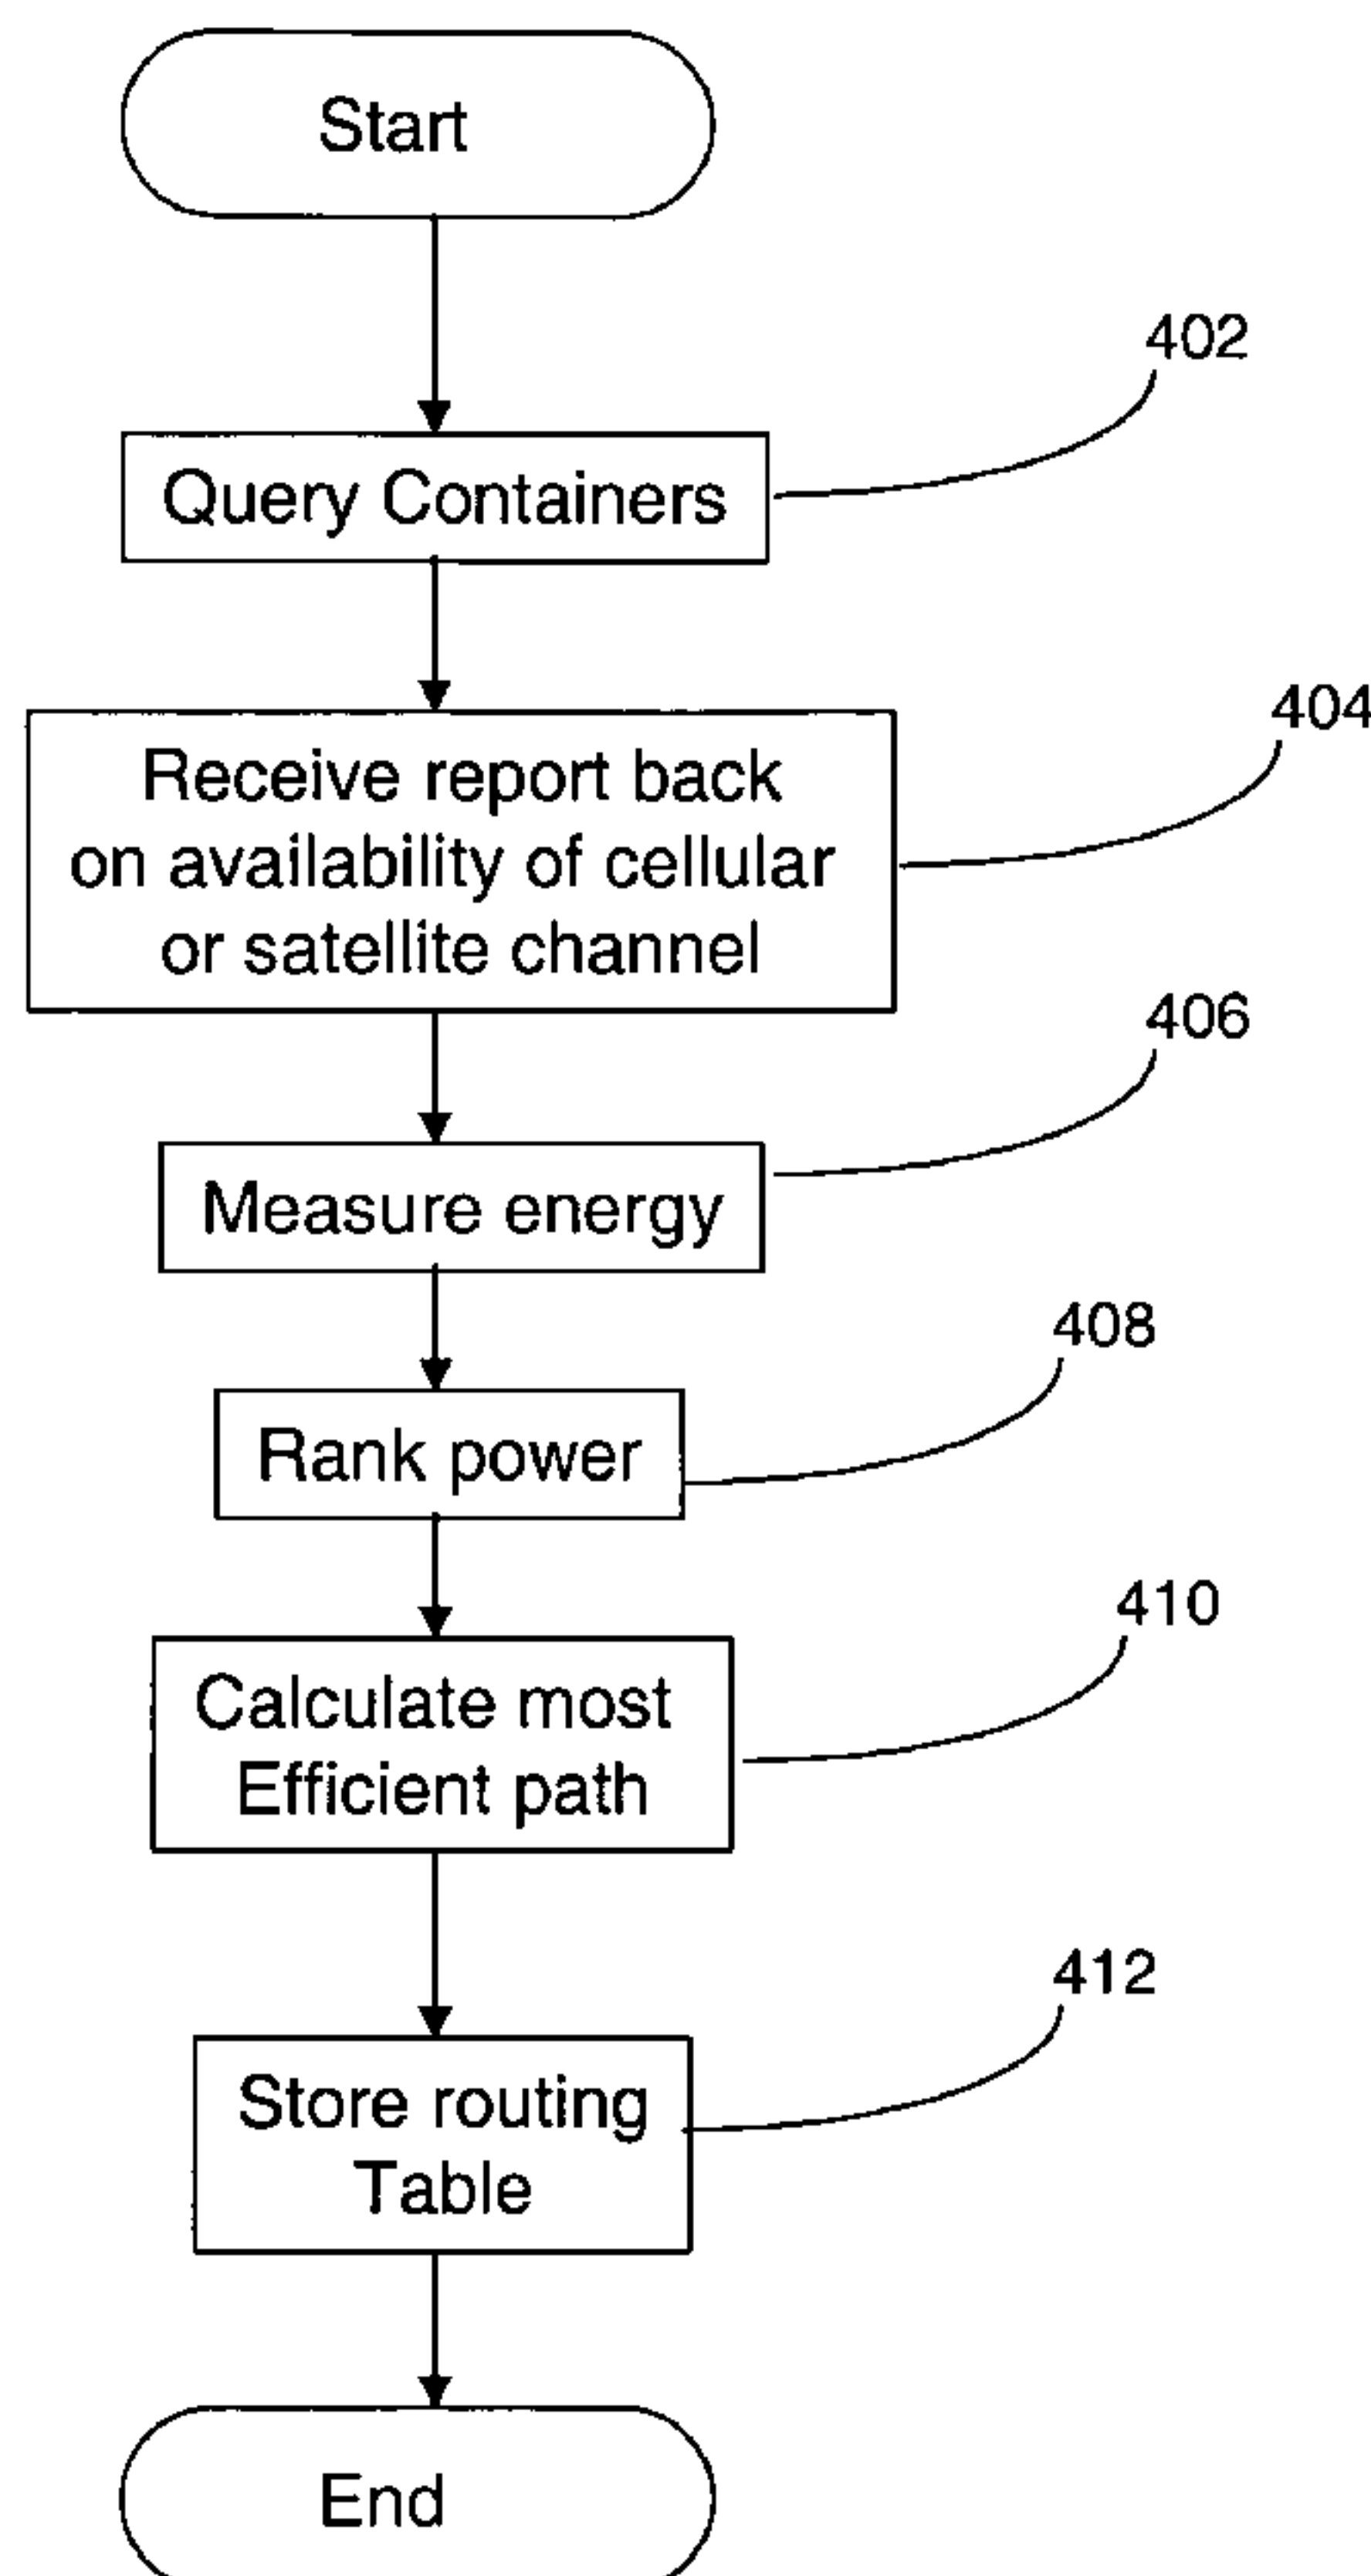 Start
402
Query Containers
404
Receive report back
on availability of cellular
or satellite channel
406
Measure energy
408
Rank power
410
Calculate most
Efficient path
412
Store routing
Table
End